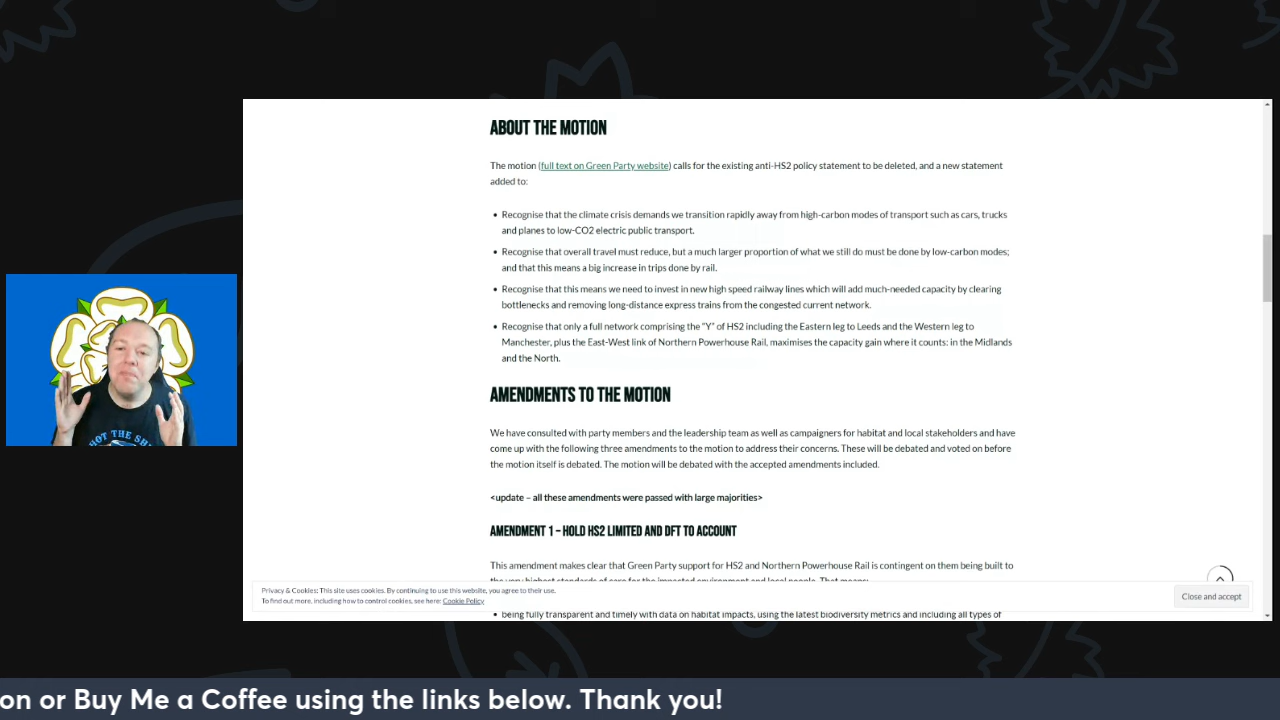 ABOUT THE MOTION
The motion (full text on Green Party website) calls for the existing anti-HS2 policy statement to be deleted, and a new statement
added to:
• Recognise that the climate crisis demands we transition rapidly away from high-carbon modes of transport such as cars, trucks
and planes to low-CO2 electric public transport.
• Recognise that overall travel must reduce, but a much larger proportion of what we still do must be done by low-carbon modes;
and that this means a big increase in trips done by rail.
• Recognise that this means we need to invest in new high speed railway lines which will add much-needed capacity by clearing
bottlenecks and removing long-distance express trains from the congested current network.
• Recognise that only a full network comprising the "Y" of HS2 including the Eastern leg to Leeds and the Western leg to
Manchester, plus the East-West link of Northern Powerhouse Rail, maximises the capacity gain where it counts: in the Midlands
and the North.
AMENDMENTS TO THE MOTION
We have consulted with party members and the leadership team as well as campaigners for habitat and local stakeholders and have
come up with the following three amendments to the motion to address their concerns. These will be debated and voted on before
the motion itself is debated. The motion will be debated with the accepted amendments included.
<update – all these amendments were passed with large majorities>
AMENDMENT 1 – HOLD HS2 LIMITED AND DFT TO ACCOUNT
This amendment makes clear that Green Party support for HS2 and Northern Powerhouse Rail is contingent on them being built to
the very highest standards of care for the impacted environment and local people. That means:
Privacy & Cookies: This site uses cookies. By continuing to use this website, you agree to their use.
To find out more, including how to control cookies, see here: Cookie Policy
Close and accept
• being fully transparent and timely with data on habitat impacts, using the latest biodiversity metrics and including all types of
HOT THE
on or Buy Me a Coffee using the links below. Thank you!